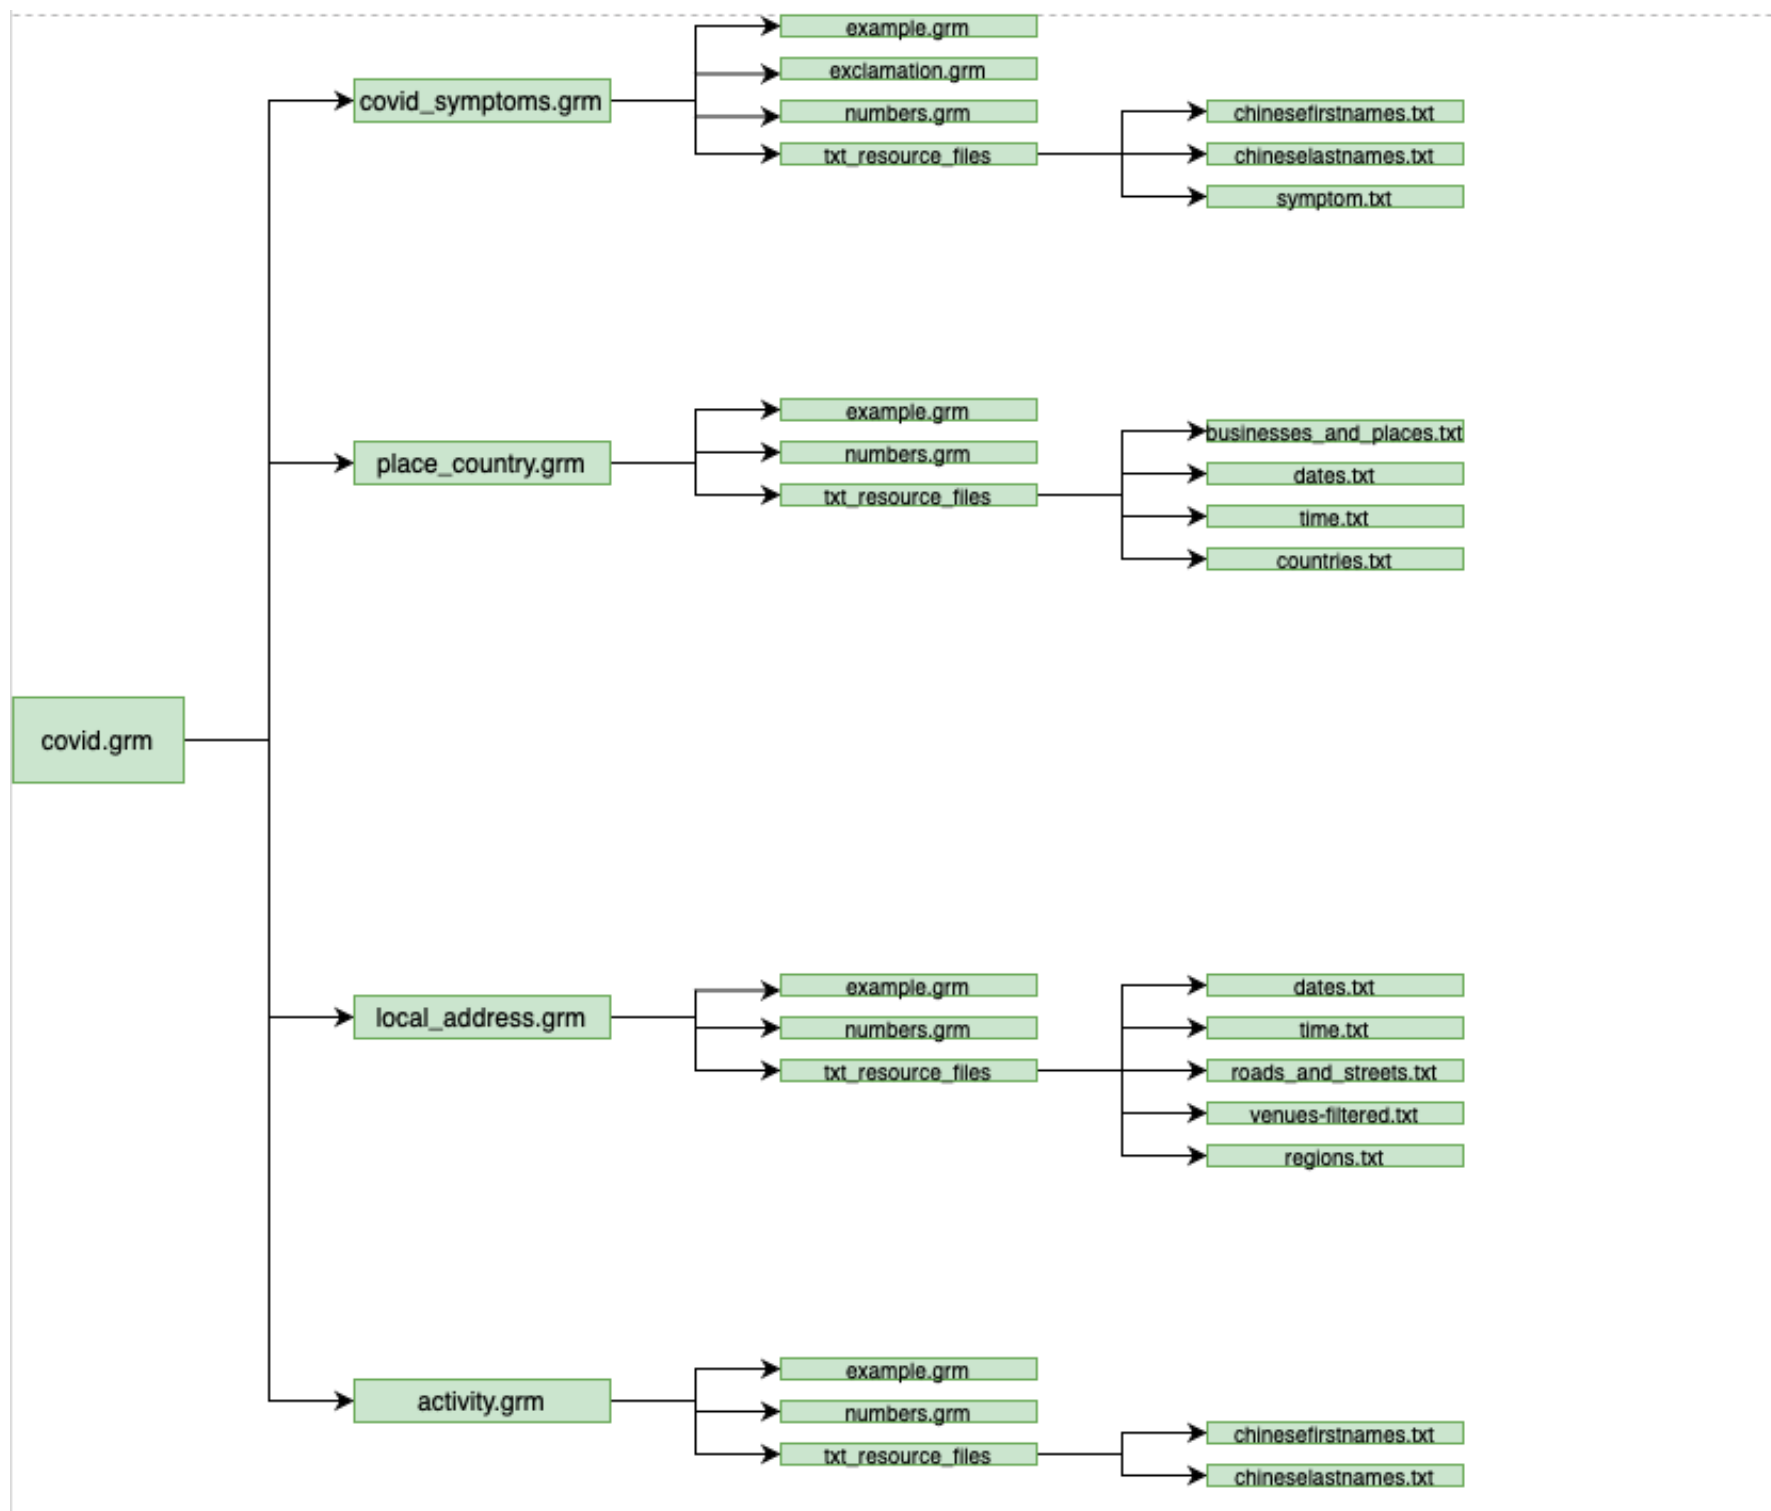 covid.grm
covid_symptoms.grm
example.grm
exclamation.grm
numbers.grm
txt_resource_files
chinesefirstnames.txt
chineselastnames.txt
symptom.txt
place_country.grm
example.grm
numbers.grm
txt_resource_files
businesses_and_places.txt
dates.txt
time.txt
countries.txt
local_address.grm
example.grm
numbers.grm
txt_resource_files
dates.txt
time.txt
roads_and_streets.txt
venues-filtered.txt
regions.txt
activity.grm
example.grm
numbers.grm
txt_resource_files
chinesefirstnames.txt
chineselastnames.txt